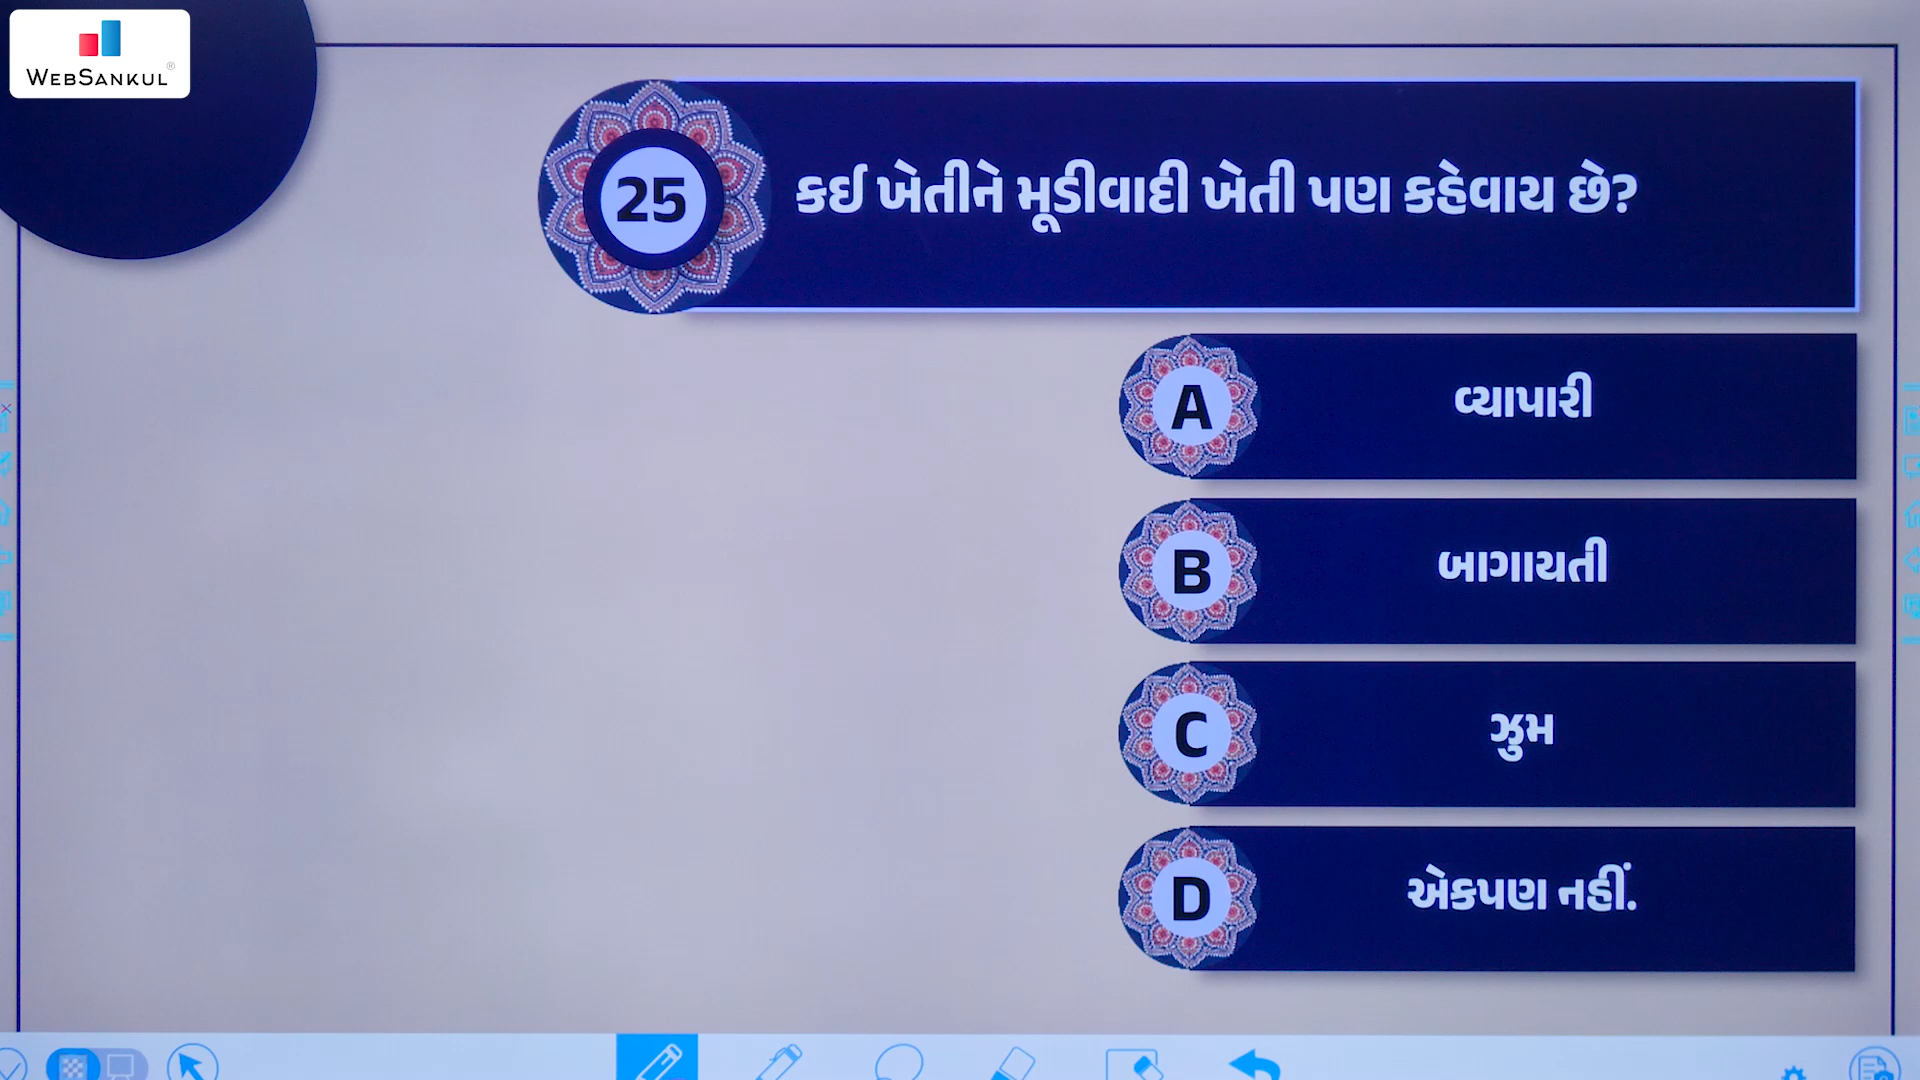 WEBSANKUL®
25
કઈ ખેતીને મૂડીવાદી ખેતી પણ કહેવાય છે?
A
વ્યાપારી
B
બાગાયતી
C
ઝુમ
D
એકપણ નહીં.